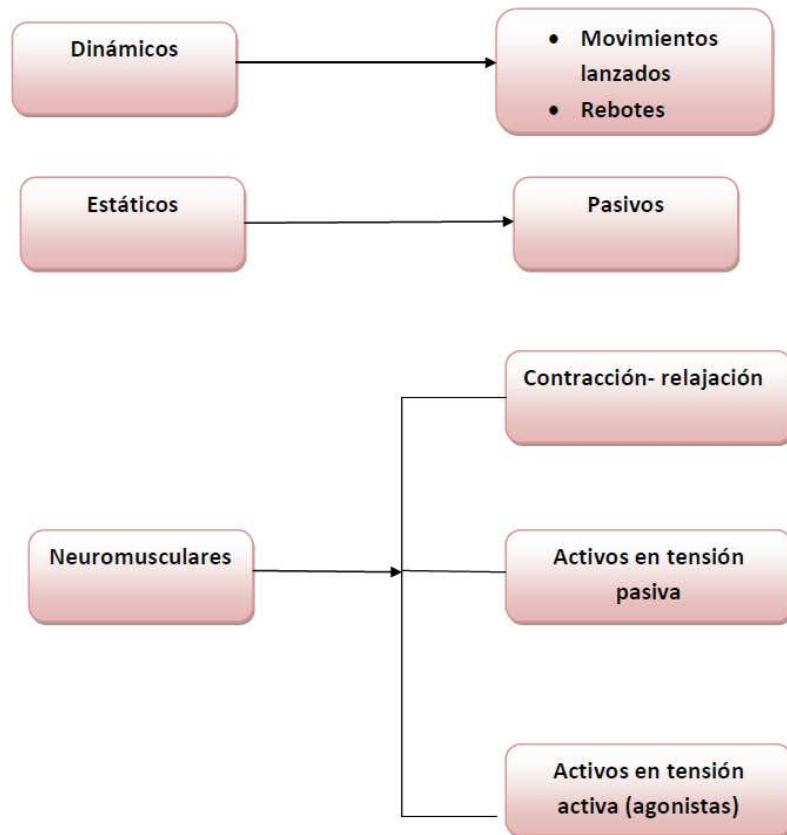 Dinámicos
• Movimientos
lanzados
• Rebotes
Estáticos
Pasivos
Contracción- relajación
Neuromusculares
Activos en tensión
pasiva
Activos en tensión
activa (agonistas)